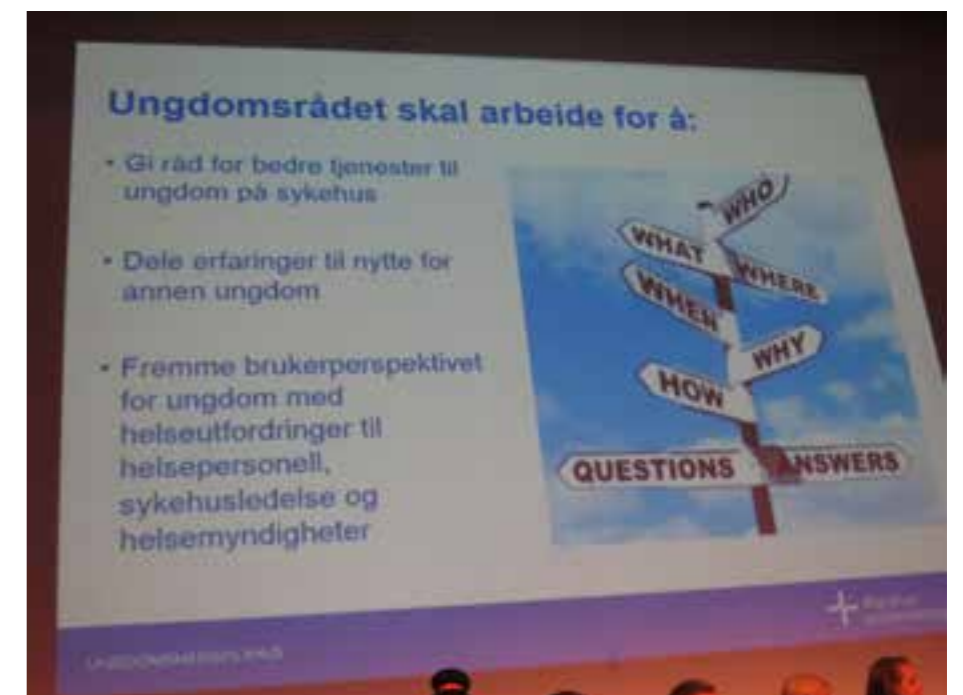 Ungdomsrådet skal arbeide for å:
• Gi råd for bedre tjenester til
ungdom på sykehus
• Dele erfaringer til nytte for
annen ungdom
• Fremme brukerperspektivet
for ungdom med
helseutfordringer til
helsepersonell,
sykehusledelse og
helsemyndigheter
WHO
WHAT
WHERE
WHEN
WHY
HOW
QUESTIONS
ANSWERS